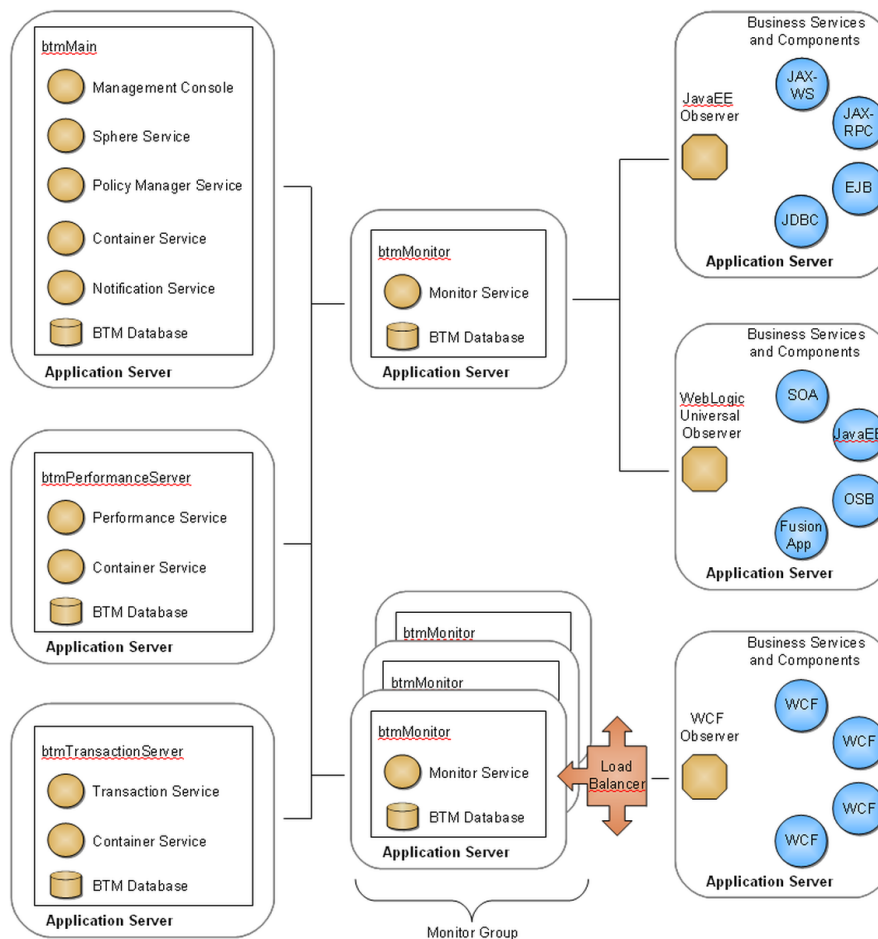 btmMain
Management Console
Sphere Service
Policy Manager Service
Container Service
Notification Service
BTM Database
Application Server
btmPerformanceServer
Performance Service
Container Service
BTM Database
Application Server
btmTransactionServer
Transaction Service
Container Service
BTM Database
Application Server
btmMonitor
Monitor Service
BTM Database
Application Server
btmMonitor
btmMonitor
btmMonitor
Monitor Service
BTM Database
Application Server
Monitor Group
Load
Balancer
Business Services
and Components
JavaEE
Observer
JAX-
WS
JAX-
RPC
EJB
JDBC
Application Server
Business Services
and Components
WebLogic
Universal
Observer
SOA
JavaEE
OSB
Fusion
App
Application Server
Business Services
and Components
WCF
Observer
WCF
WCF
WCF
WCF
Application Server